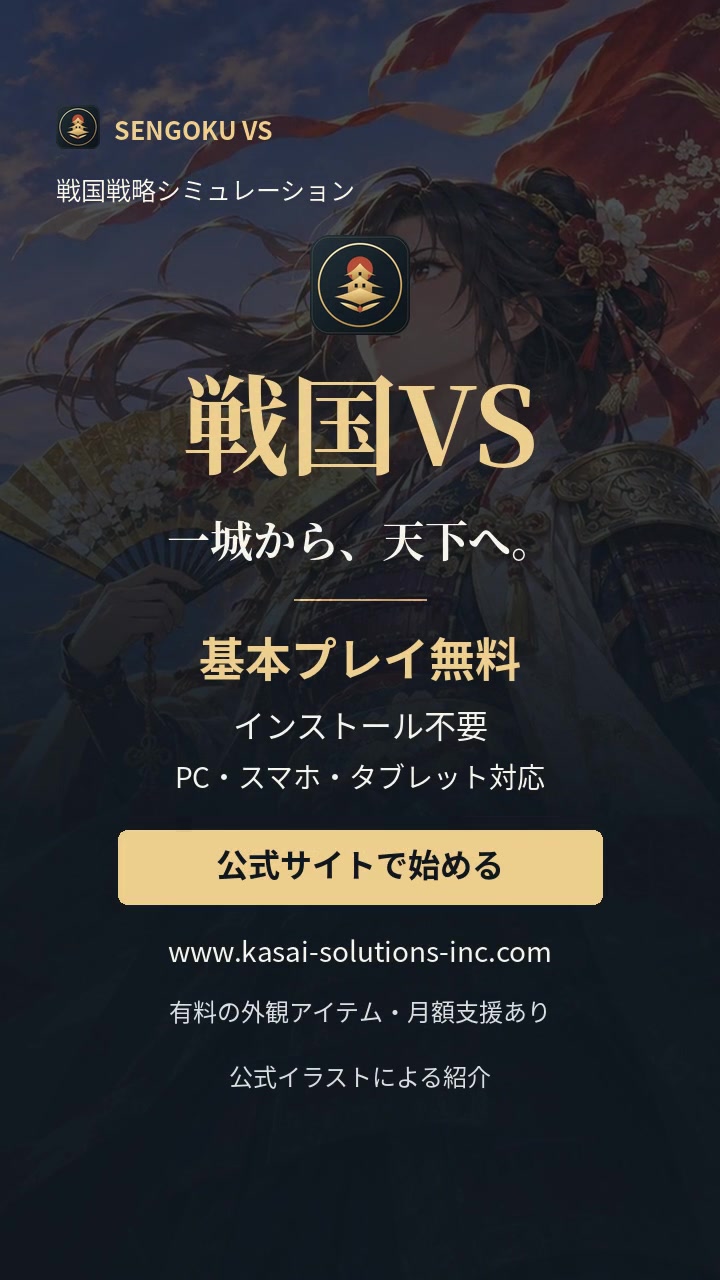 SENGOKU VS
戦国戦略シミュレーション
戦国VS
一城から、天下へ。
基本プレイ無料
インストール不要
PC・スマホ・タブレット対応
公式サイトで始める
www.kasai-solutions-inc.com
有料の外観アイテム・月額支援あり
公式イラストによる紹介